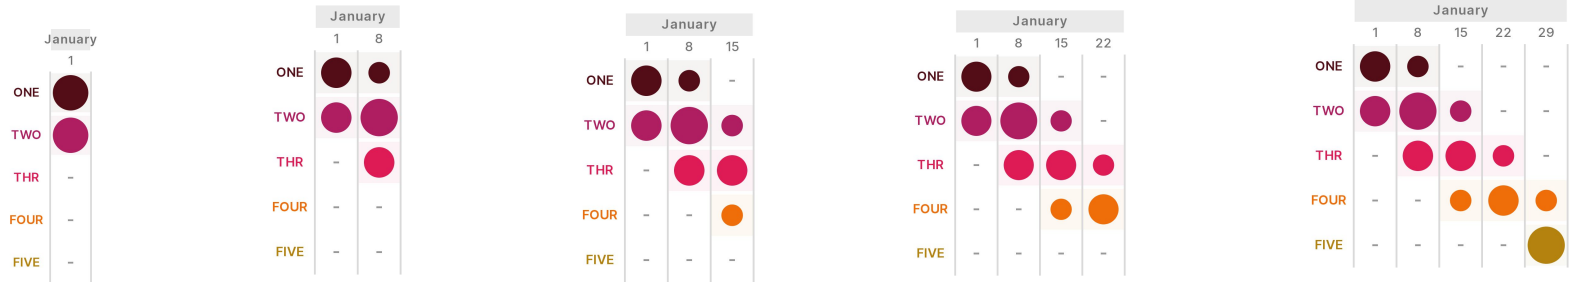 January
1
ONE
TWO
THR -
FOUR -
FIVE -
January
1 8
ONE
TWO
THR -
FOUR - -
FIVE - -
January
1 8 15
ONE -
TWO
THR -
FOUR - -
FIVE - - -
January
1 8 15 22
ONE - -
TWO -
THR -
FOUR - -
FIVE - - - -
January
1 8 15 22 29
ONE - - -
TWO - -
THR - -
FOUR - -
FIVE - - - -